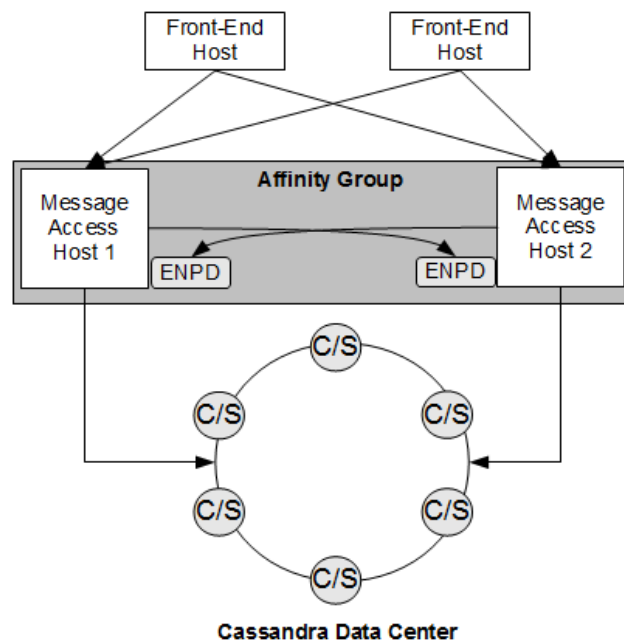 Front-End
Host
Front-End
Host
Affinity Group
Message
Access
Host 1
Message
Access
Host 2
ENPD
ENPD
C/S
C/S
C/S
C/S
C/S
C/S
Cassandra Data Center